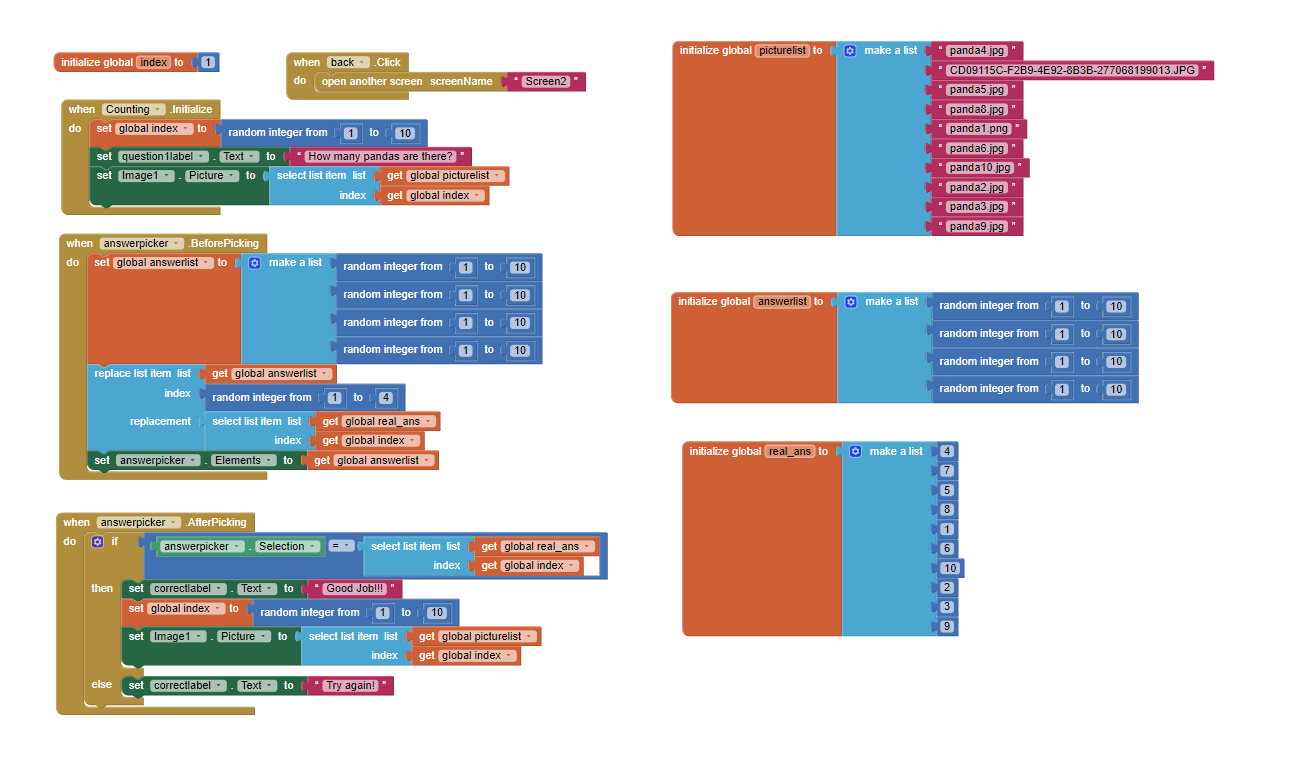 initialize global index to 1
when back .Click
do open another screen screenName " Screen2 "
when Counting .Initialize
do set global index to random integer from 1 to 10
set question1label . Text to " How many pandas are there? "
set Image1 . Picture to select list item list get global picturelist
index get global index
when answerpicker .BeforePicking
do set global answerlist to make a list random integer from 1 to 10
random integer from 1 to 10
random integer from 1 to 10
random integer from 1 to 10
replace list item list get global answerlist
index random integer from 1 to 4
replacement select list item list get global real_ans
index get global index
set answerpicker . Elements to get global answerlist
when answerpicker .AfterPicking
do if answerpicker . Selection = select list item list get global real_ans
index get global index
then set correctlabel . Text to " Good Job!!! "
set global index to random integer from 1 to 10
set Image1 . Picture to select list item list get global picturelist
index get global index
else set correctlabel . Text to " Try again! "
initialize global picturelist to make a list " panda4.jpg "
" CD09115C-F2B9-4E92-8B3B-277068199013.JPG "
" panda5.jpg "
" panda8.jpg "
" panda1.png "
" panda6.jpg "
" panda10.jpg "
" panda2.jpg "
" panda3.jpg "
" panda9.jpg "
initialize global answerlist to make a list random integer from 1 to 10
random integer from 1 to 10
random integer from 1 to 10
random integer from 1 to 10
initialize global real_ans to make a list 4
7
5
8
1
6
10
2
3
9